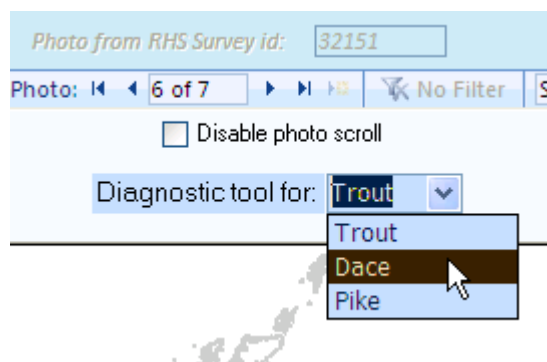 Photo from RHS Survey id: 32151
Photo: 6 of 7 No Filter S
Disable photo scroll
Diagnostic tool for: Trout
Trout
Dace
Pike